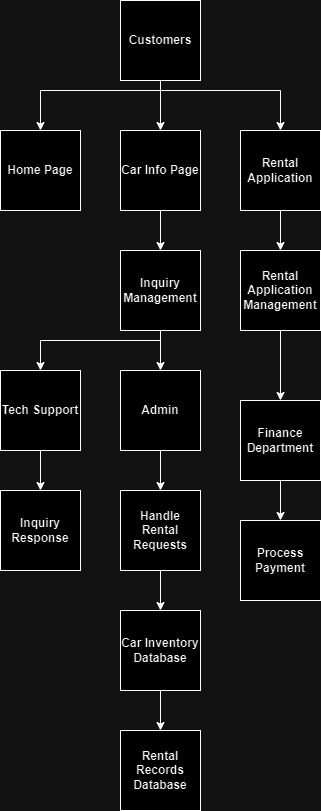 Customers
Home Page
Car Info Page
Rental
Application
Inquiry
Management
Rental
Application
Management
Tech Support
Admin
Finance
Department
Inquiry
Response
Handle
Rental
Requests
Process
Payment
Car Inventory
Database
Rental
Records
Database